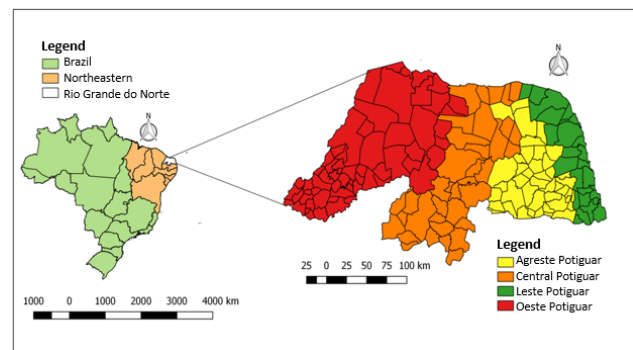 Legend
Brazil
Northeastern
Rio Grande do Norte
N
1000 0 1000 2000 3000 4000 km
N
25 0 25 50 75 100 km
Legend
Agreste Potiguar
Central Potiguar
Leste Potiguar
Oeste Potiguar